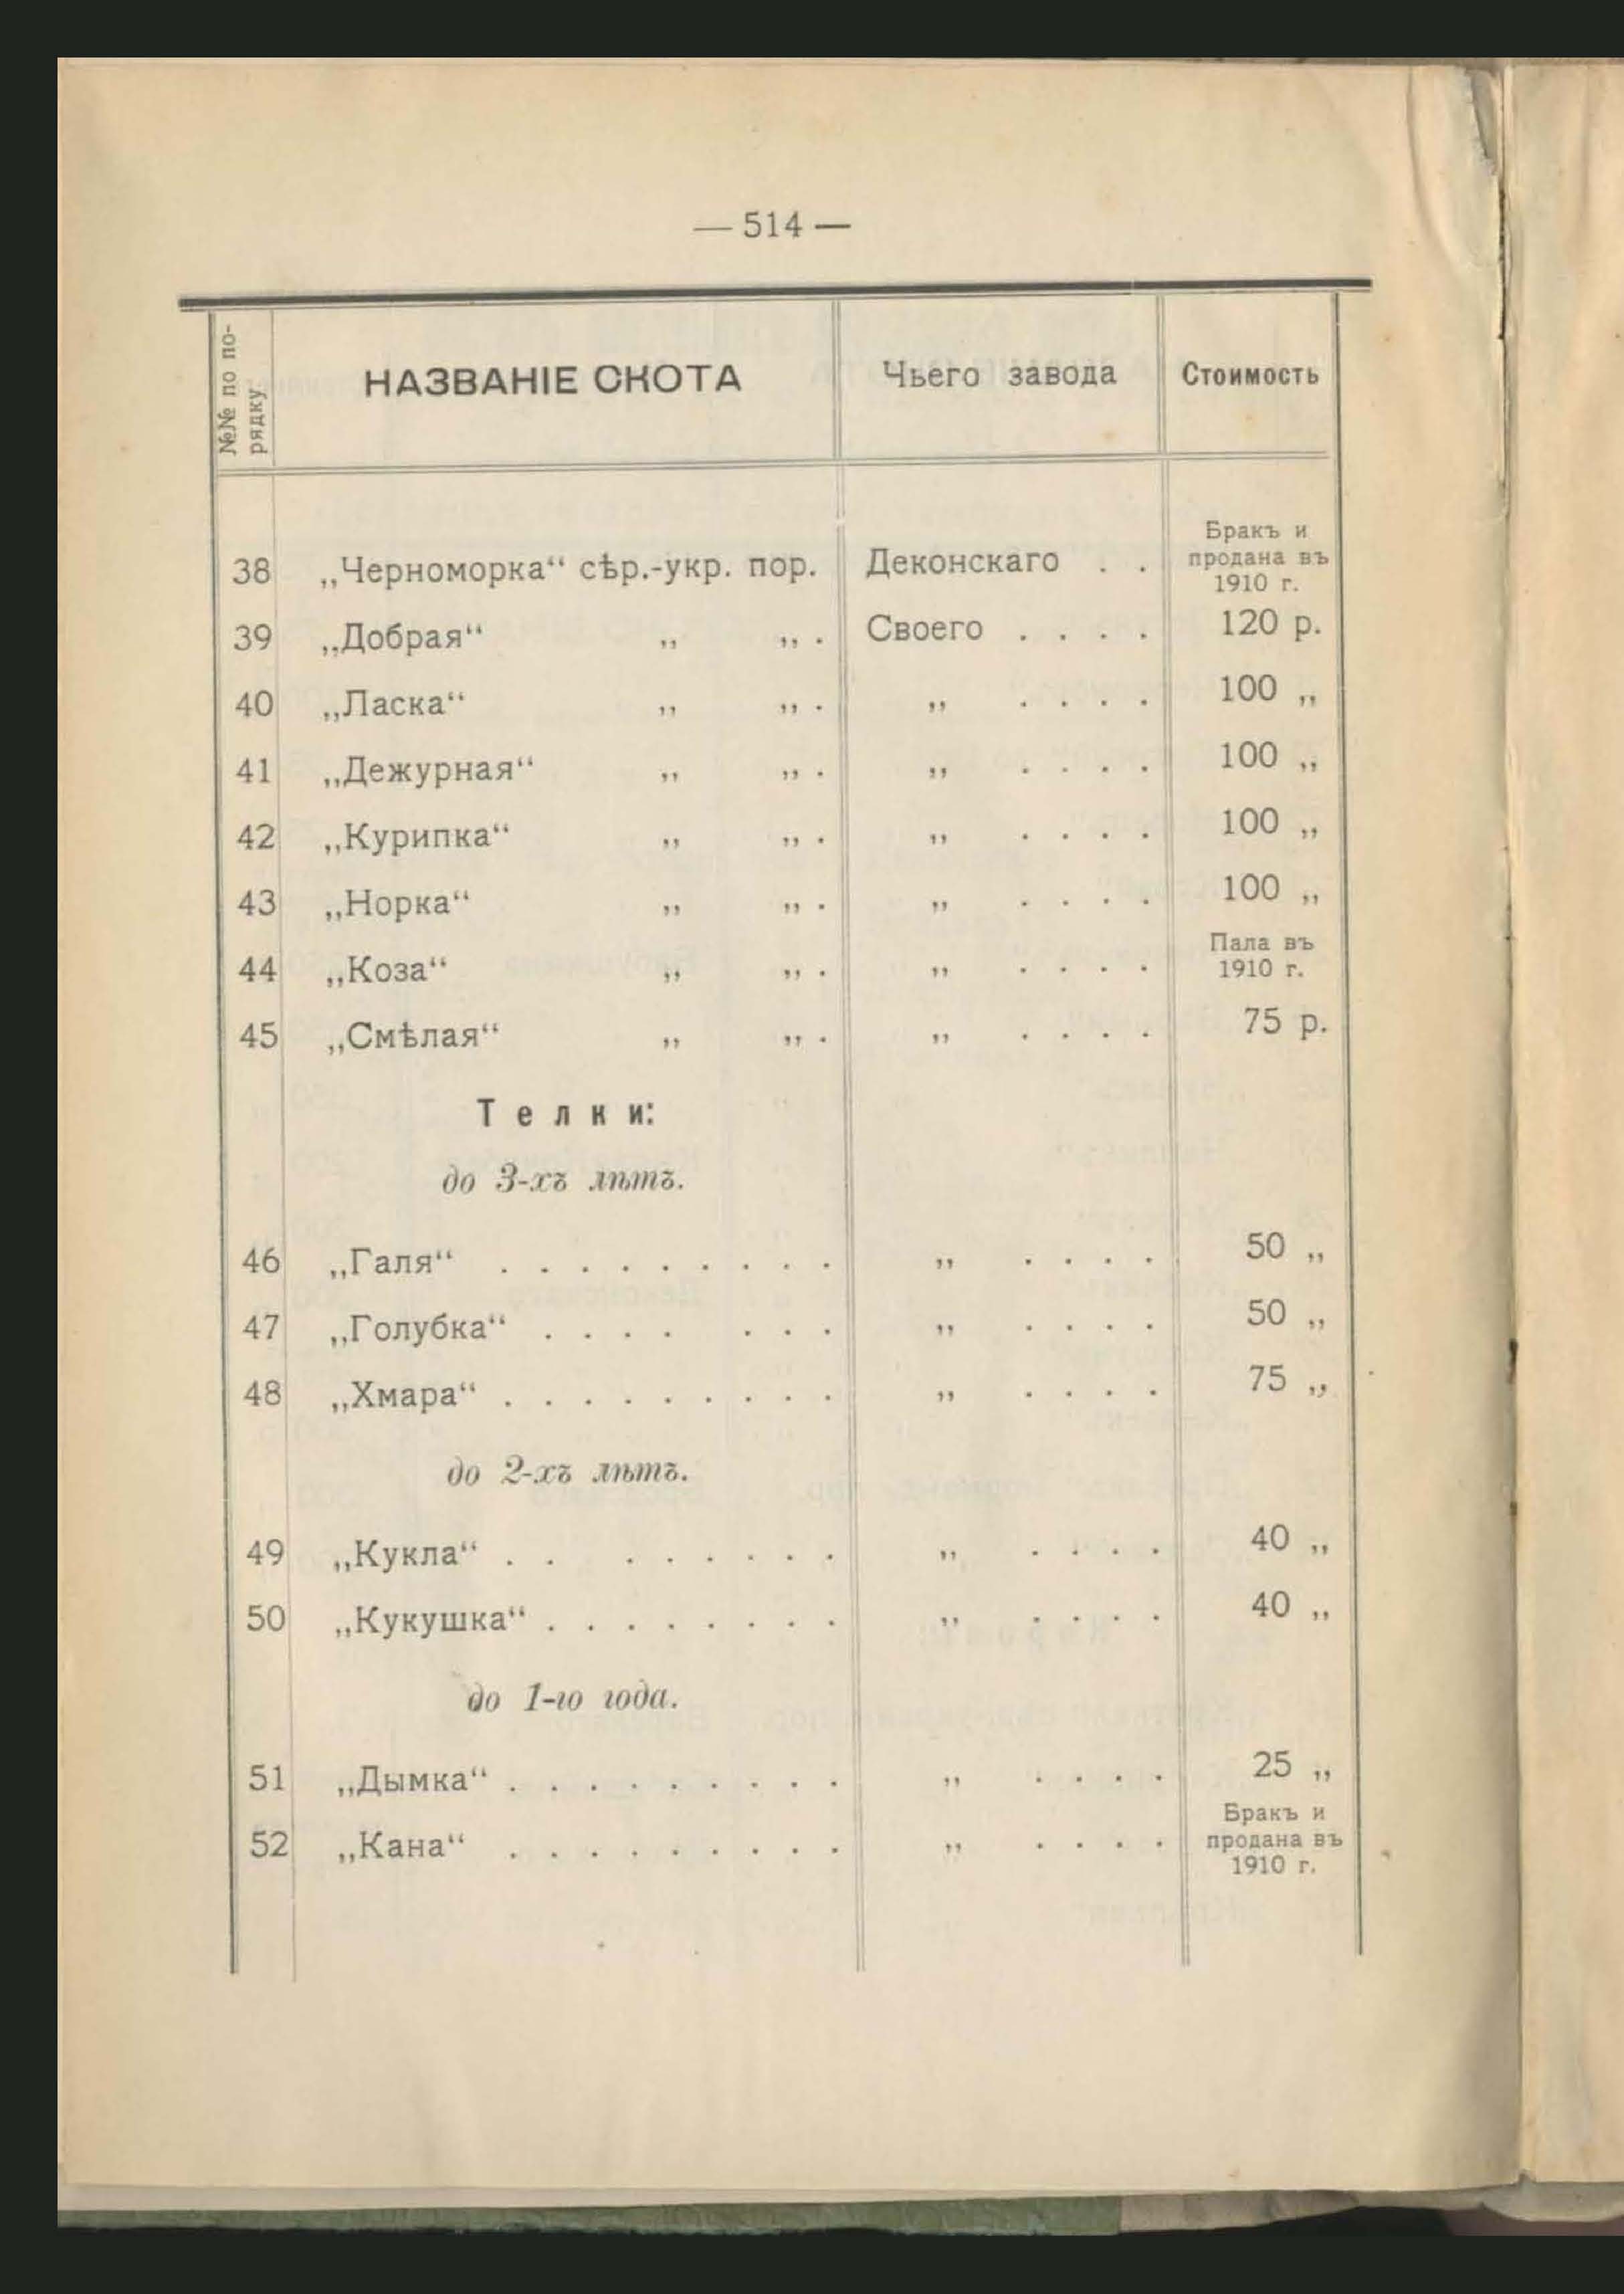 — 514 —
№№ по по-
рядку.
НАЗВАНІЕ СКОТА
Чьего завода
Стоимость
38 „Черноморка“ сѣр.-укр. пор. Деконскаго . . Бракъ и
продана въ
1910 г.
39 „Добрая“ „ „ . Своего . . . . 120 р.
40 „Ласка“ „ „ . „ . . . . 100 „
41 „Дежурная“ „ „ . „ . . . . 100 „
42 „Курипка“ „ „ . „ . . . . 100 „
43 „Норка“ „ „ . „ . . . . 100 „
44 „Коза“ „ „ . „ . . . . Пала въ
1910 г.
45 „Смѣлая“ „ „ . „ . . . . 75 р.
Телки:
до 3-хъ лѣтъ.
46 „Галя“ . . . . . . . . . „ . . . . 50 „
47 „Голубка“ . . . . . . . „ . . . . 50 „
48 „Хмара“ . . . . . . . . . „ . . . . 75 „
до 2-хъ лѣтъ.
49 „Кукла“ . . . . . . . . „ . . . . 40 „
50 „Кукушка“ . . . . . . . . „ . . . . 40 „
до 1-го года.
51 „Дымка“ . . . . . . . . . „ . . . . 25 „
52 „Кана“ . . . . . . . . . „ . . . . Бракъ и
продана въ
1910 г.